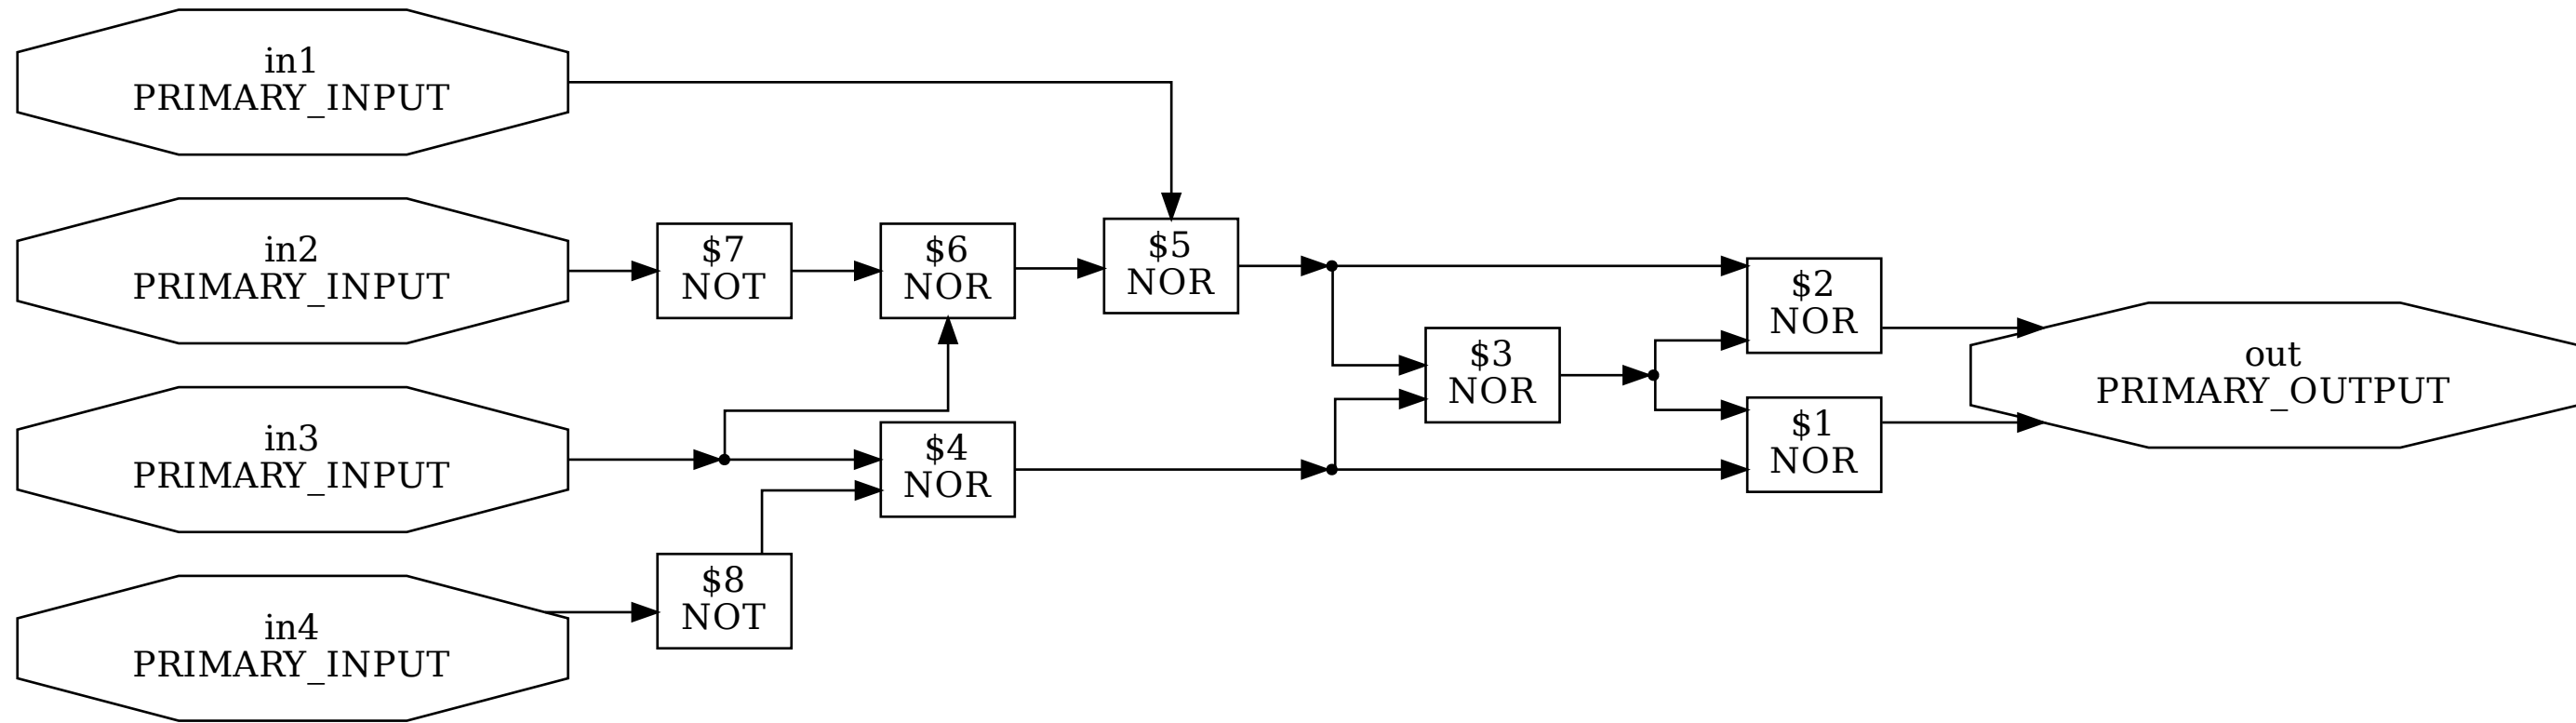 in1
PRIMARY_INPUT
in2
PRIMARY_INPUT
$7
NOT
$6
NOR
$5
NOR
$2
NOR
$3
NOR
out
PRIMARY_OUTPUT
in3
PRIMARY_INPUT
$4
NOR
$1
NOR
$8
NOT
in4
PRIMARY_INPUT